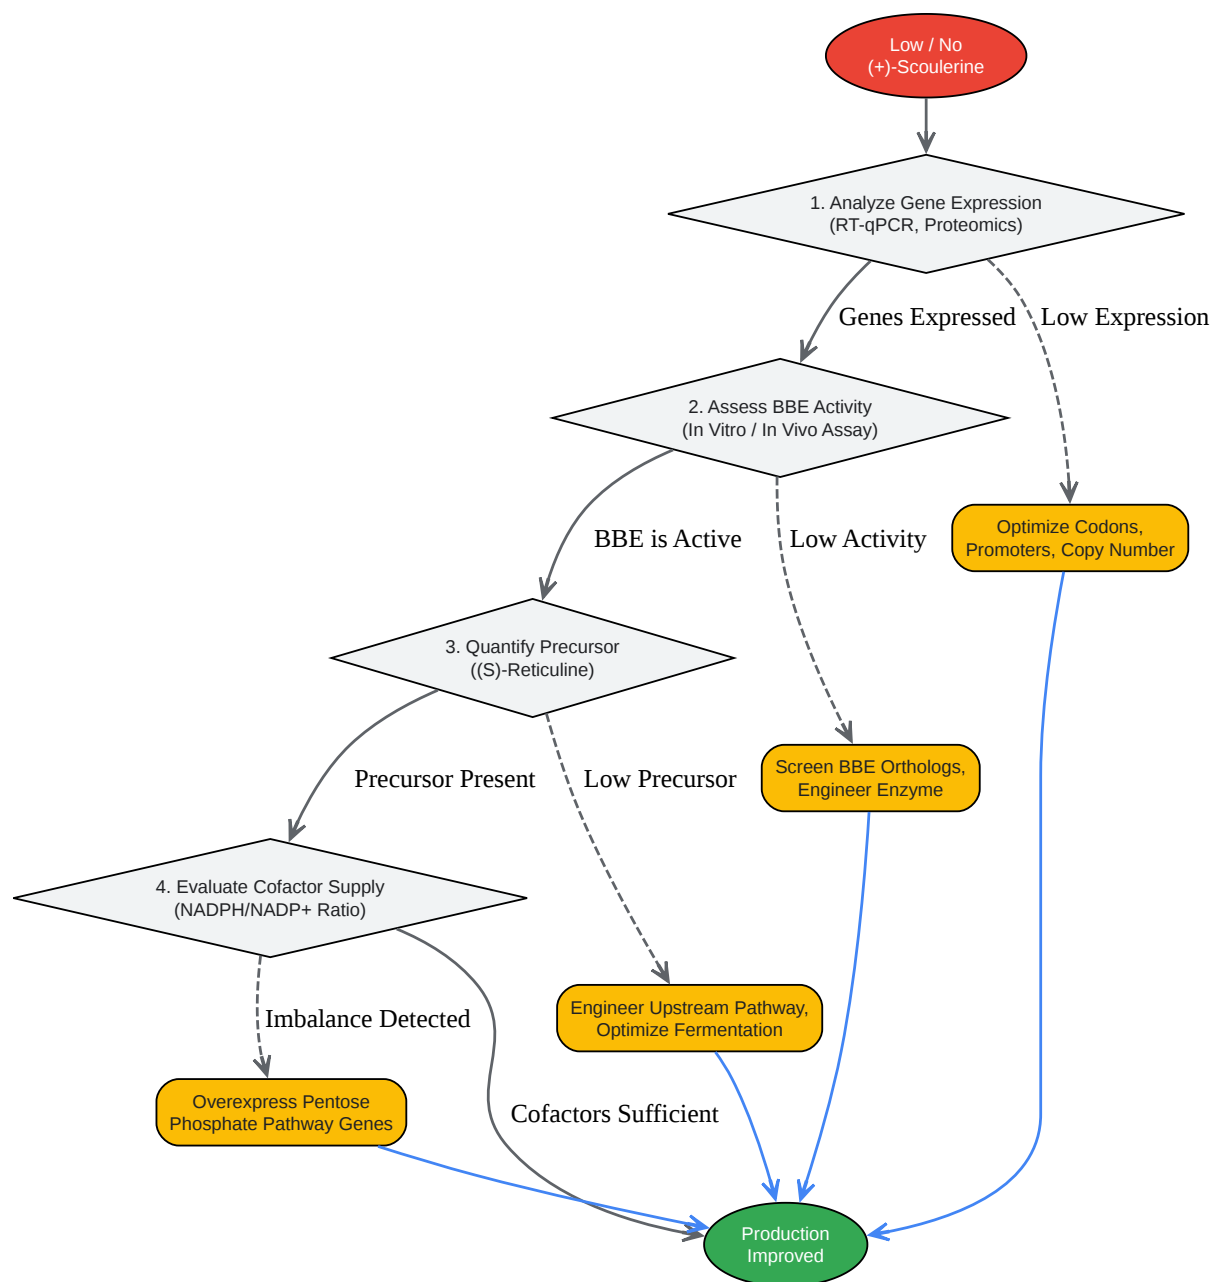 Low / No
(+)-Scoulerine
1. Analyze Gene Expression
(RT-qPCR, Proteomics)
Genes Expressed
Low Expression
2. Assess BBE Activity
(In Vitro / In Vivo Assay)
Optimize Codons,
Promoters, Copy Number
BBE is Active
Low Activity
3. Quantify Precursor
((S)-Reticuline)
Screen BBE Orthologs,
Engineer Enzyme
Precursor Present
Low Precursor
4. Evaluate Cofactor Supply
(NADPH/NADP+ Ratio)
Engineer Upstream Pathway,
Optimize Fermentation
Imbalance Detected
Overexpress Pentose
Phosphate Pathway Genes
Cofactors Sufficient
Production
Improved